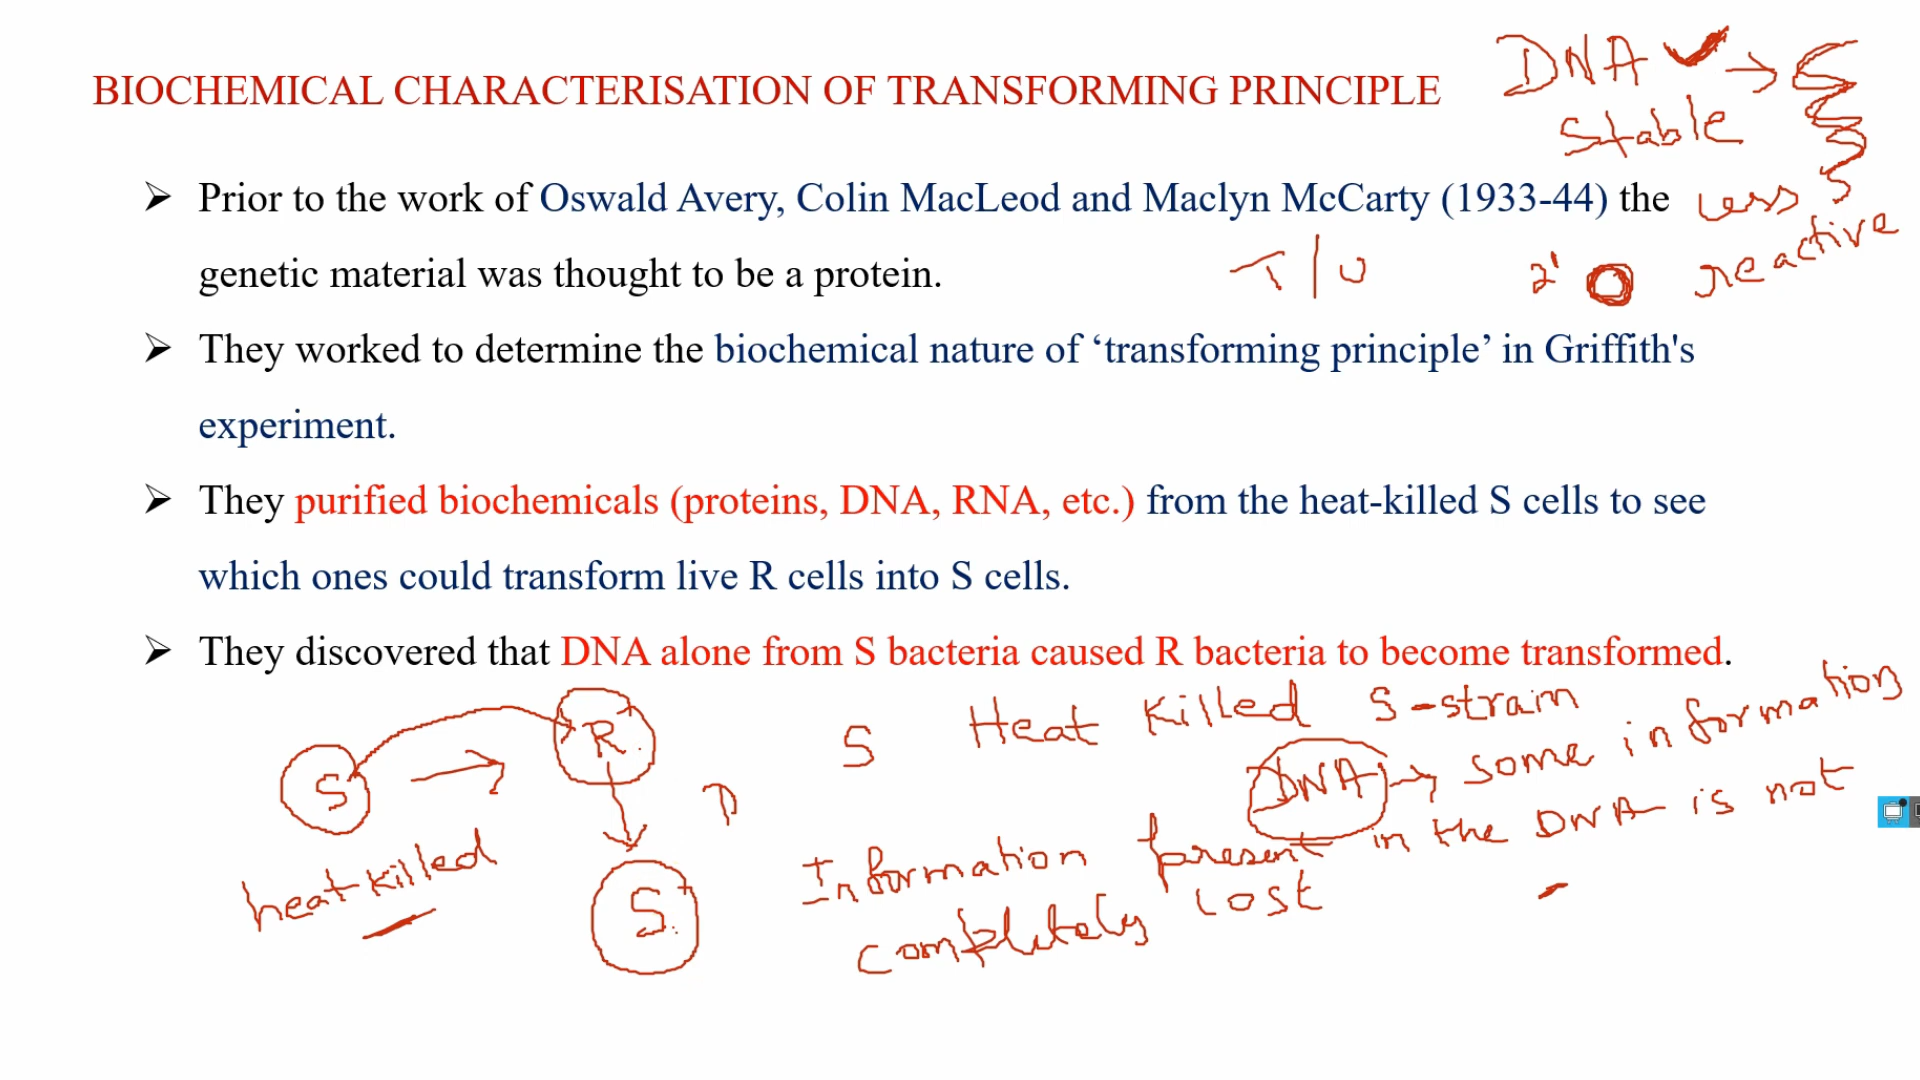 BIOCHEMICAL CHARACTERISATION OF TRANSFORMING PRINCIPLE
DNA
Stable
➢ Prior to the work of Oswald Avery, Colin MacLeod and Maclyn McCarty (1933-44) the
genetic material was thought to be a protein.
Less
reactive
T/U
2'
➢ They worked to determine the biochemical nature of ‘transforming principle’ in Griffith's
experiment.
➢ They purified biochemicals (proteins, DNA, RNA, etc.) from the heat-killed S cells to see
which ones could transform live R cells into S cells.
➢ They discovered that DNA alone from S bacteria caused R bacteria to become transformed.
S
R
S
heat killed
S
Heat Killed S-strain
DNA → some information
Information present in the DNA is not
completely lost